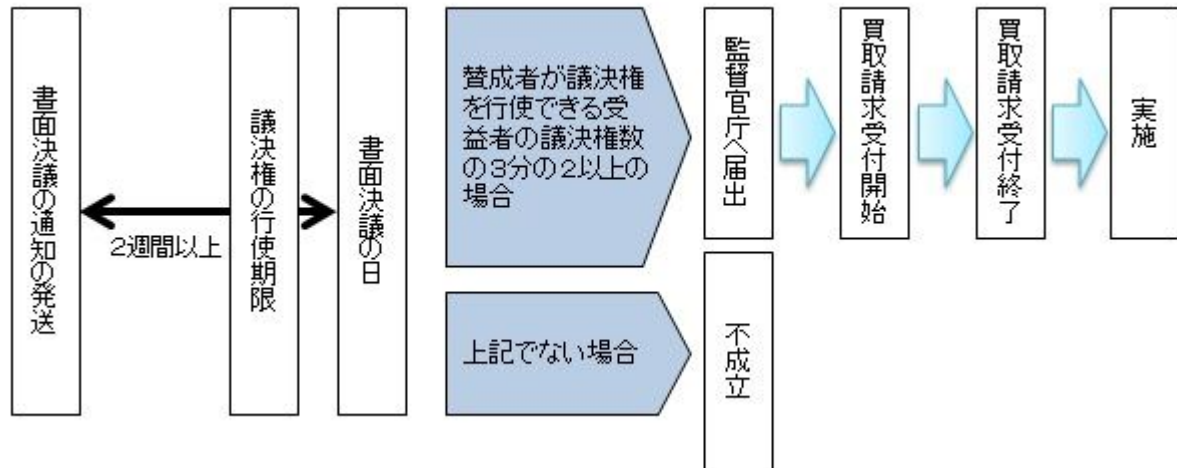 書面決議の通知の発送
2週間以上
議決権の行使期限
書面決議の日
賛成者が議決権
を行使できる受
益者の議決権数
の3分の2以上の
場合
監督官庁へ届出
買取請求受付開始
買取請求受付終了
実施
上記でない場合
不成立